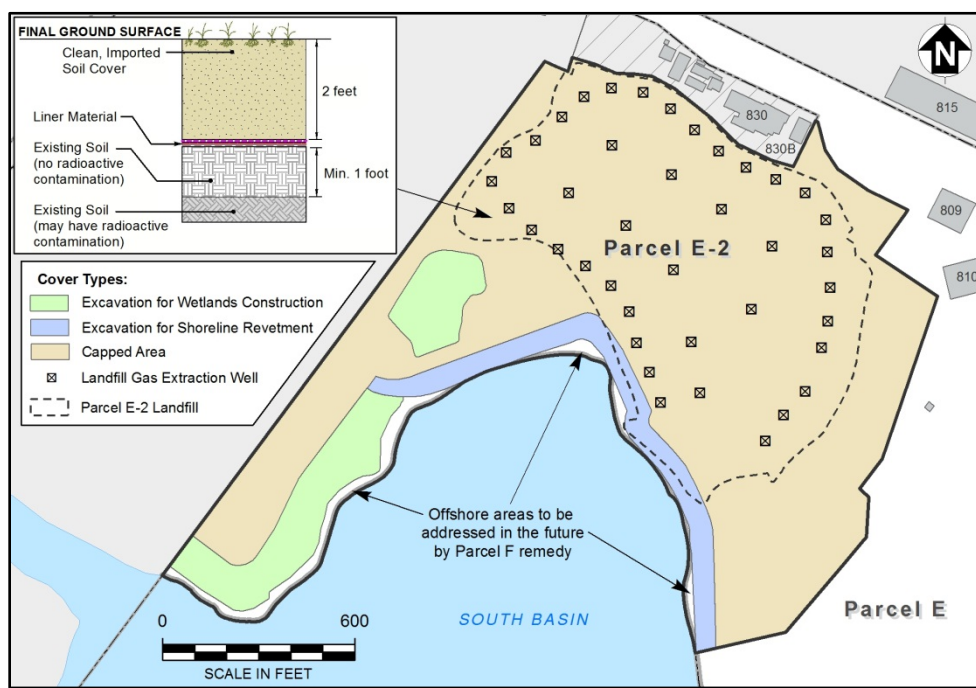 FINAL GROUND SURFACE
Clean, Imported
Soil Cover
2 feet
Liner Material
Existing Soil
(no radioactive
contamination)
Min. 1 foot
Existing Soil
(may have radioactive
contamination)
Cover Types:
Excavation for Wetlands Construction
Excavation for Shoreline Revetment
Capped Area
Landfill Gas Extraction Well
Parcel E-2 Landfill
N
815
830
830B
809
810
Parcel E-2
Offshore areas to be
addressed in the future
by Parcel F remedy
Parcel E
SOUTH BASIN
0 600
SCALE IN FEET